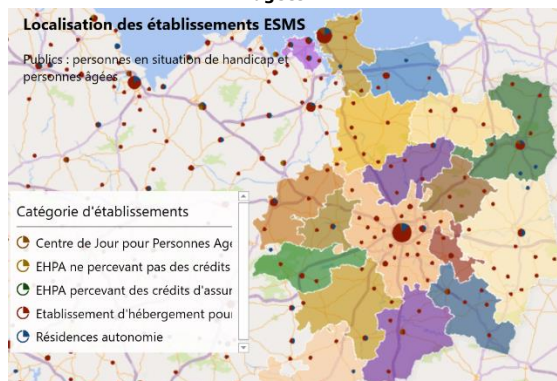 Localisation des établissements ESMS
Publics : personnes en situation de handicap et
personnes âgées
Catégorie d'établissements
Centre de Jour pour Personnes Age
EHPA ne percevant pas des crédits
EHPA percevant des crédits d'assur
Etablissement d'hébergement pour
Résidences autonomie